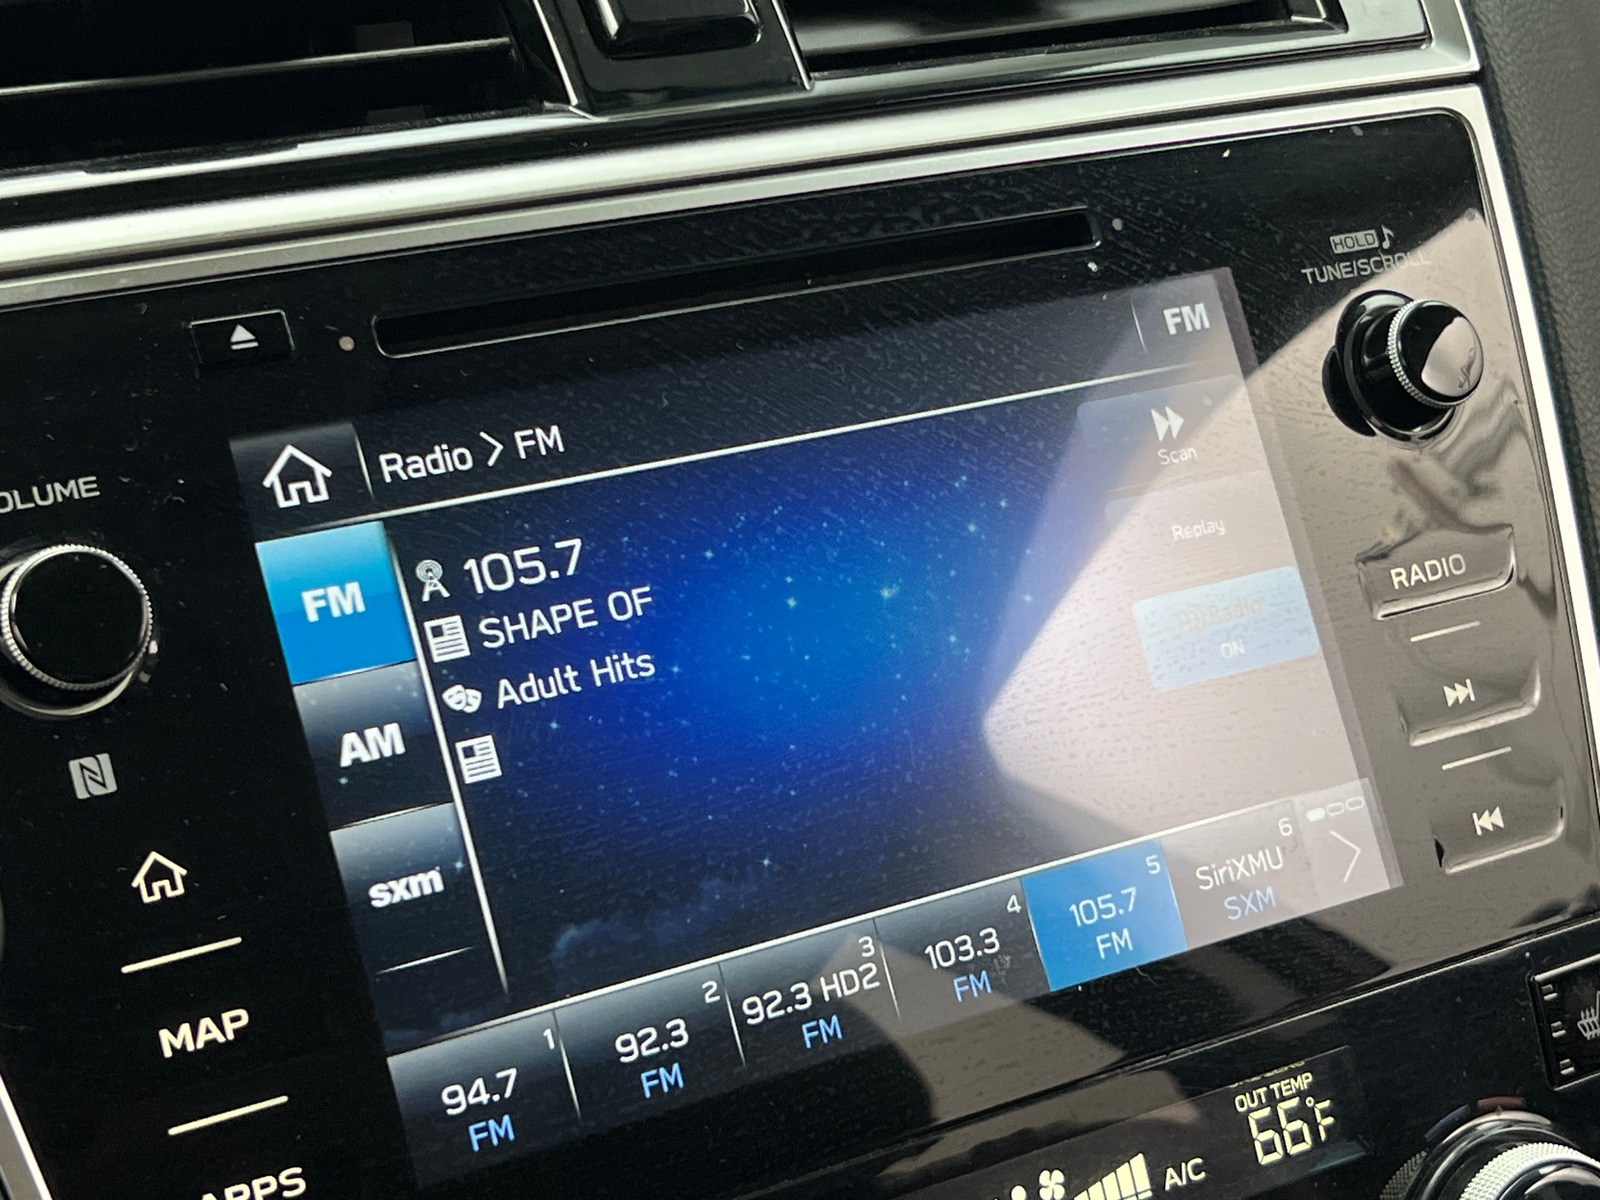 HOLD
TUNE/SCROLL
FM
Radio > FM
Scan
OLUME
105.7
Replay
FM
SHAPE OF
RADIO
Adult Hits
ON
AM
sxm
1
94.7
FM
2
92.3
FM
3
92.3 HD2
FM
4
103.3
FM
5
105.7
FM
6
SiriXMU
SXM
MAP
APPS
OUT TEMP
66°F
A/C